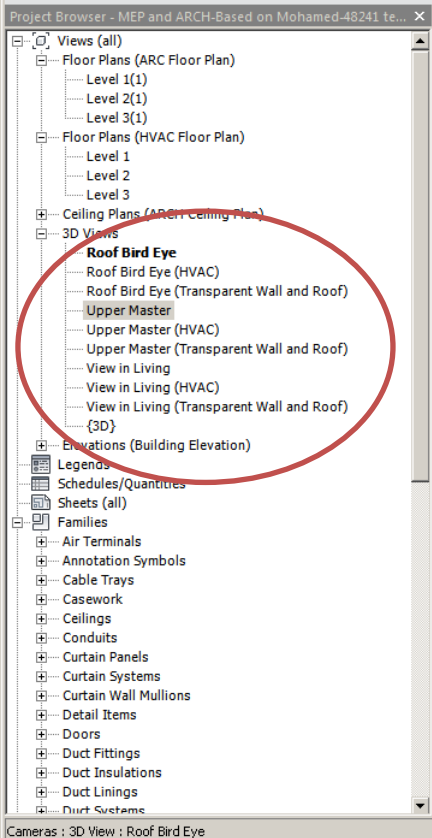 Project Browser - MEP and ARCH-Based on Mohamed-48241 te...
Views (all)
Floor Plans (ARC Floor Plan)
Level 1(1)
Level 2(1)
Level 3(1)
Floor Plans (HVAC Floor Plan)
Level 1
Level 2
Level 3
Ceiling Plans (ARCH Ceiling Plan)
3D Views
Roof Bird Eye
Roof Bird Eye (HVAC)
Roof Bird Eye (Transparent Wall and Roof)
Upper Master
Upper Master (HVAC)
Upper Master (Transparent Wall and Roof)
View in Living
View in Living (HVAC)
View in Living (Transparent Wall and Roof)
{3D}
Elevations (Building Elevation)
Legends
Schedules/Quantities
Sheets (all)
Families
Air Terminals
Annotation Symbols
Cable Trays
Casework
Ceilings
Conduits
Curtain Panels
Curtain Systems
Curtain Wall Mullions
Detail Items
Doors
Duct Fittings
Duct Insulations
Duct Linings
Duct Systems
Cameras : 3D View : Roof Bird Eye